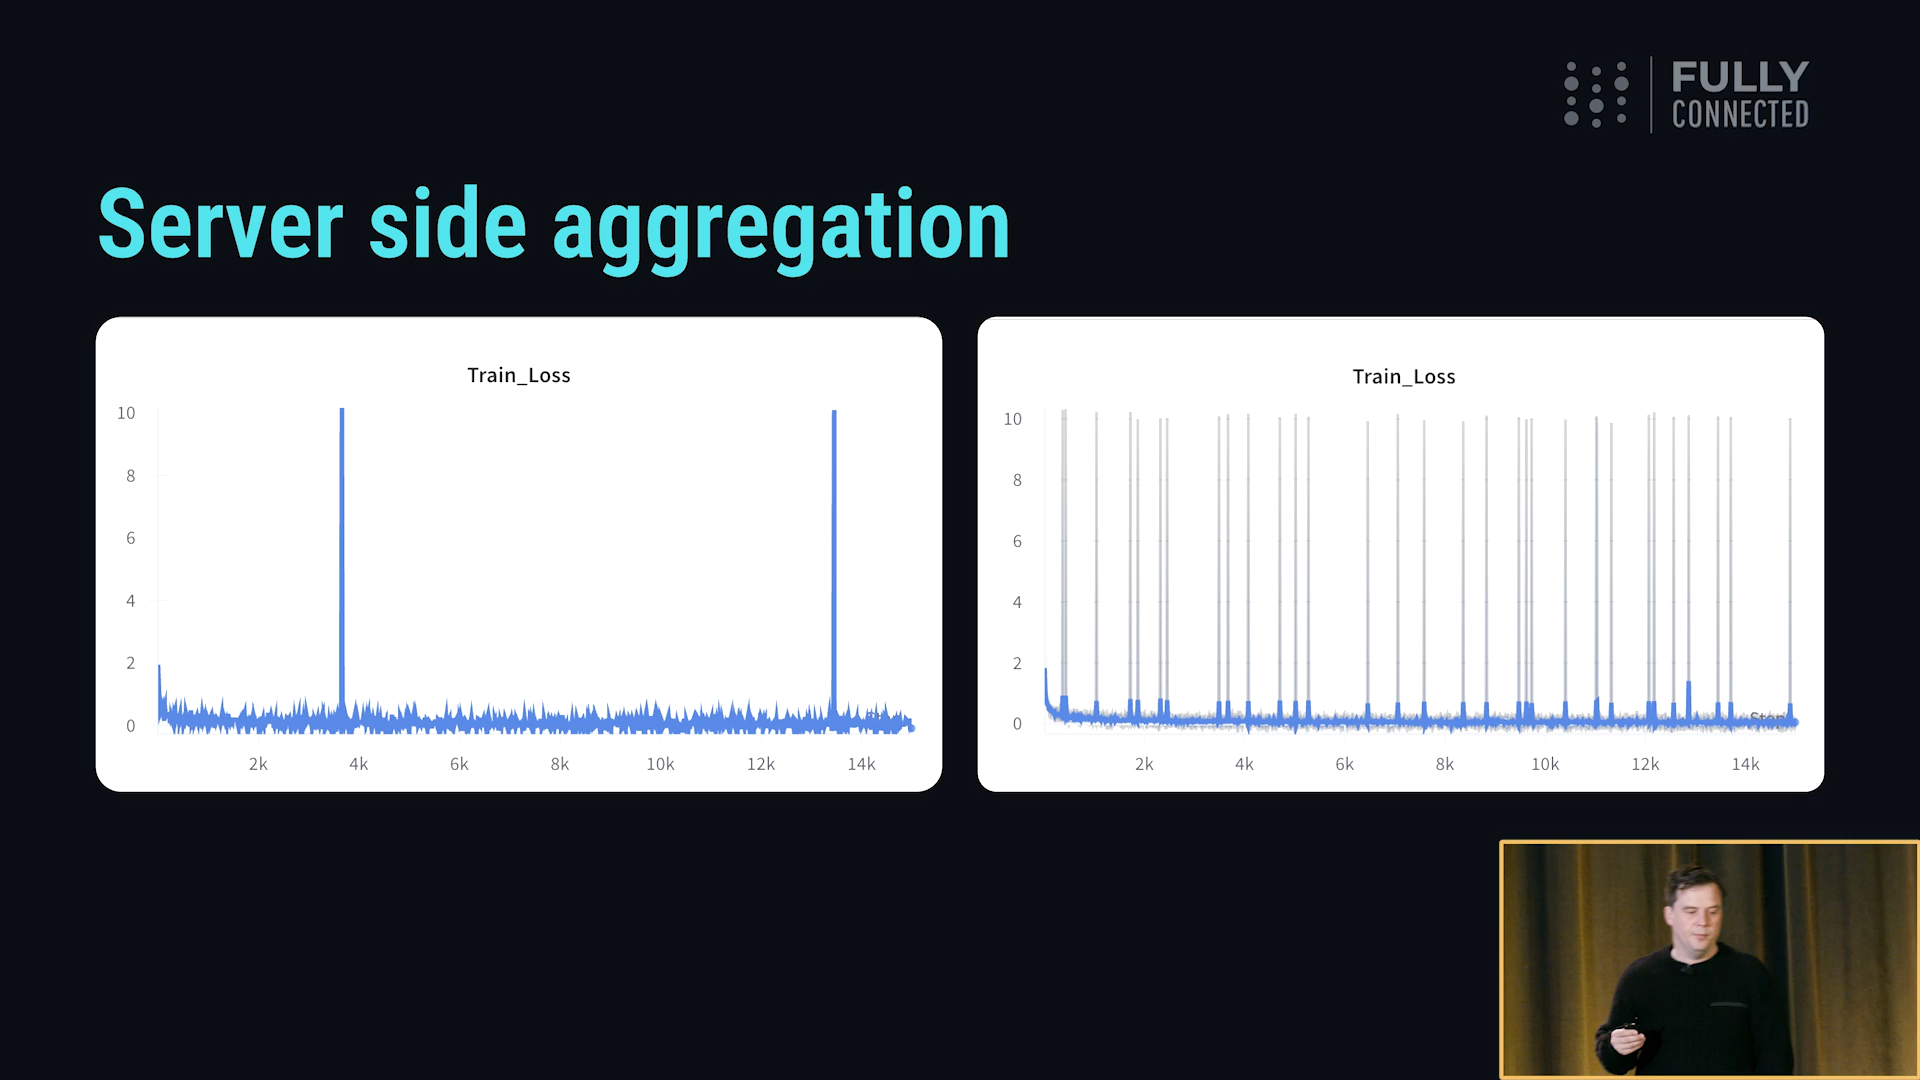 FULLY
CONNECTED
Server side aggregation
Train_Loss
10
8
6
4
2
0
2k
4k
6k
8k
10k
12k
14k
Train_Loss
10
8
6
4
2
0
Step
2k
4k
6k
8k
10k
12k
14k